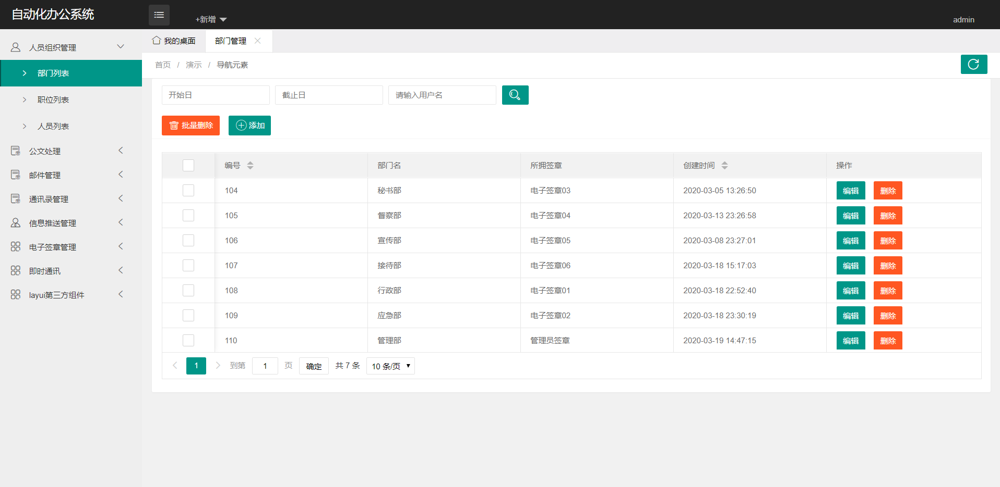 自动化办公系统
+新增
admin
人员组织管理
部门列表
职位列表
人员列表
公文处理
邮件管理
通讯录管理
信息推送管理
电子签章管理
即时通讯
layui第三方组件
我的桌面 部门管理
首页 / 演示 / 导航元素
开始日 截止日 请输入用户名
批量删除 添加
编号 部门名 所拥签章 创建时间 操作
104 秘书部 电子签章03 2020-03-05 13:26:50 编辑 删除
105 督察部 电子签章04 2020-03-13 23:26:58 编辑 删除
106 宣传部 电子签章05 2020-03-08 23:27:01 编辑 删除
107 接待部 电子签章06 2020-03-18 15:17:03 编辑 删除
108 行政部 电子签章01 2020-03-18 22:52:40 编辑 删除
109 应急部 电子签章02 2020-03-18 23:30:19 编辑 删除
110 管理部 管理员签章 2020-03-19 14:47:15 编辑 删除
1 到第 1 页 确定 共 7 条 10 条/页